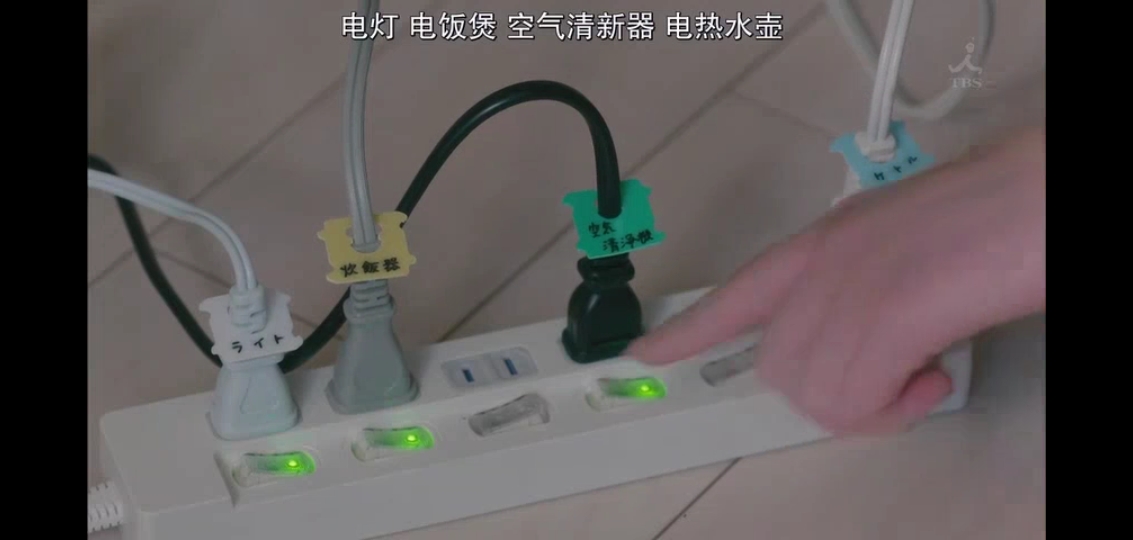 电灯 电饭煲 空气清新器 电热水壶
TBS
ケトル
空気
清浄機
炊飯器
ライト